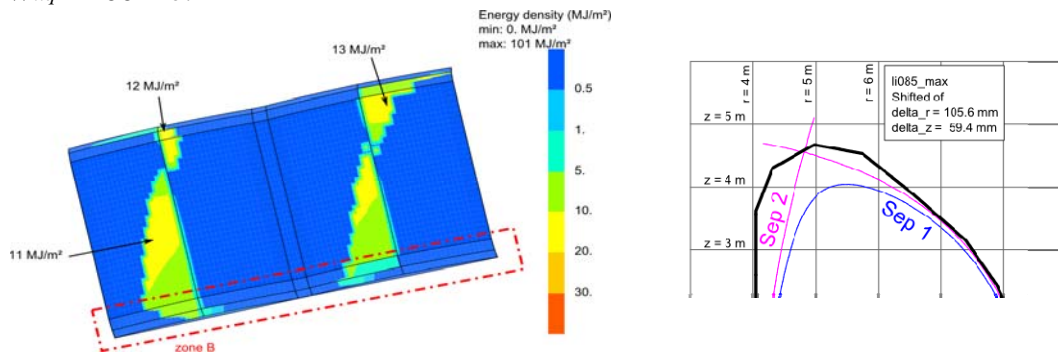 Energy density (MJ/m²)
min: 0. MJ/m²
max: 101 MJ/m²
13 MJ/m²
12 MJ/m²
11 MJ/m²
zone B
0.5
1.
5.
10.
20.
30.
r = 4 m
r = 5 m
r = 6 m
li085_max
Shifted of
delta_r = 105.6 mm
delta_z = 59.4 mm
z = 5 m
z = 4 m
z = 3 m
Sep 2
Sep 1